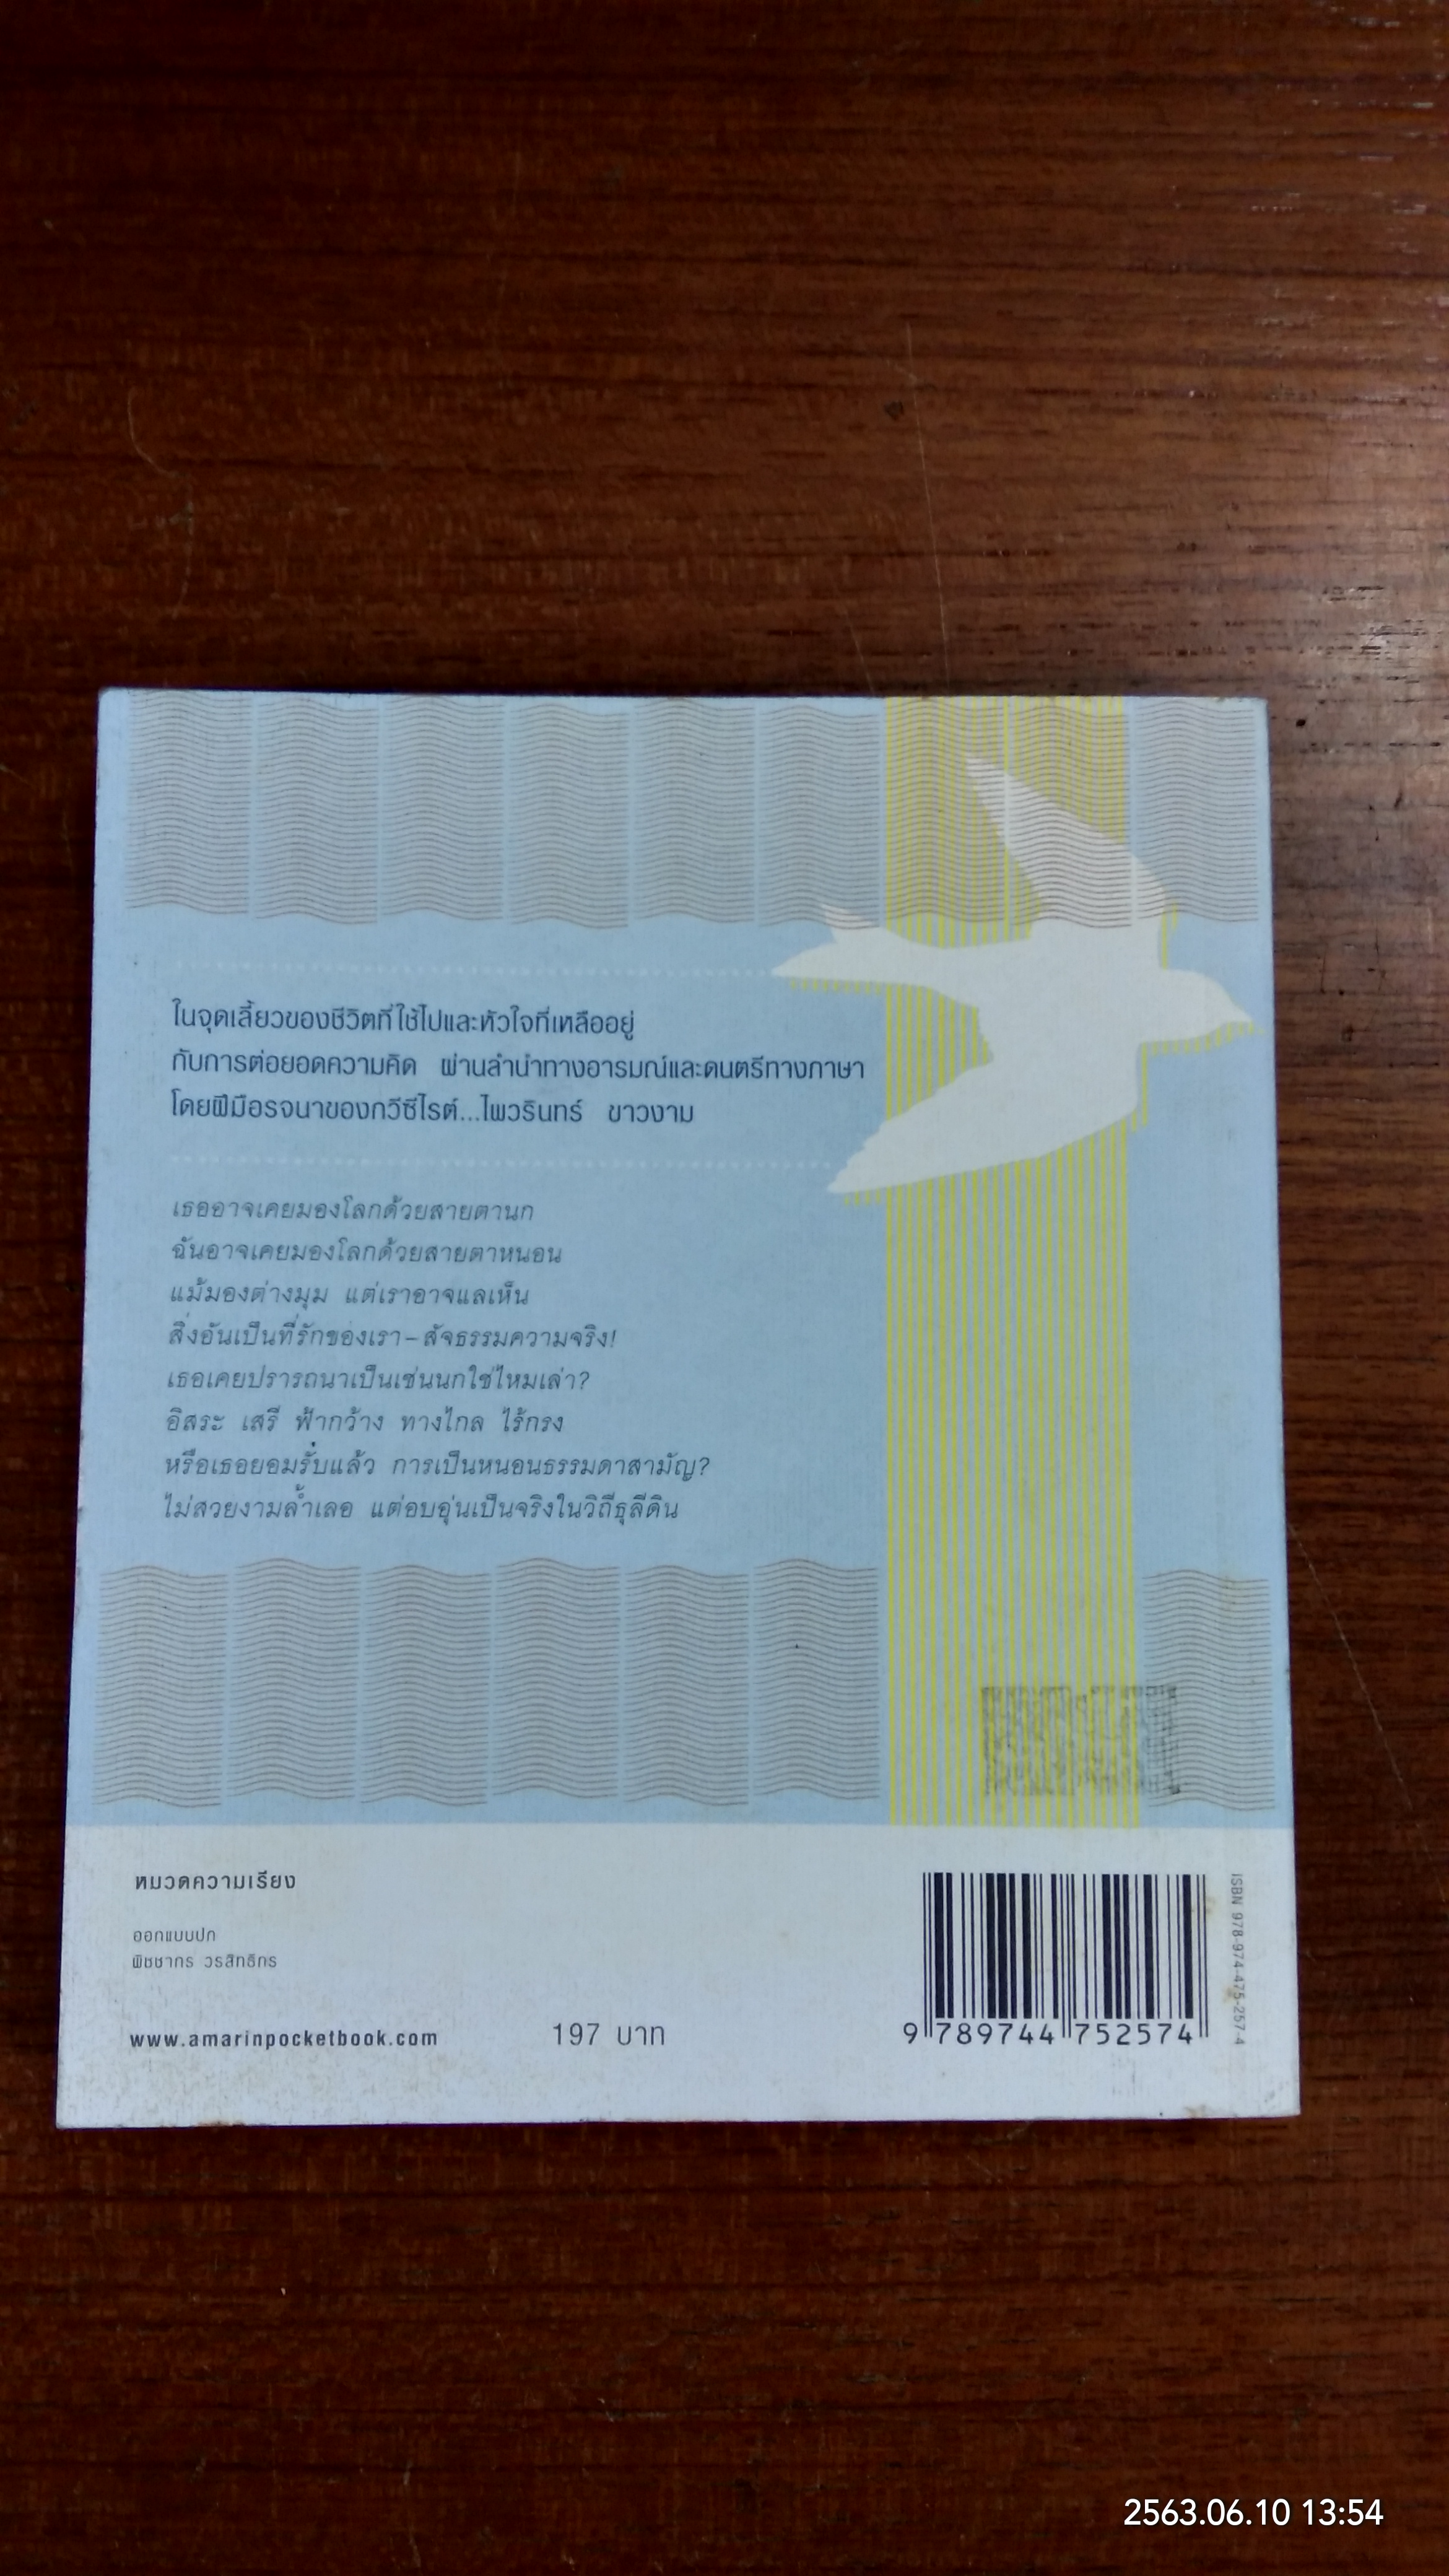 ในจุดเลี้ยวของชีวิตที่ใช้ไปและหัวใจที่เหลืออยู่
กับการต่อยอดความคิด ผ่านลำนำทางอารมณ์และดนตรีทางภาษา
โดยฝีมือรจนาของกวีซีไรต์...ไพวรินทร์ ขาวงาม
เธออาจเคยมองโลกด้วยสายตานก
ฉันอาจเคยมองโลกด้วยสายตาหนอน
แม้มองต่างมุม แต่เราอาจแลเห็น
สิ่งอันเป็นที่รักของเรา – สัจธรรมความจริง!
เธอเคยปรารถนาเป็นเช่นนกใช่ไหมเล่า?
อิสระ เสรี ฟ้ากว้าง ทางไกล ไร้กรง
หรือเธอยอมรับแล้ว การเป็นหนอนธรรมดาสามัญ?
ไม่สวยงามล้ำเลอ แต่อบอุ่นเป็นจริงในวิถีธุลีดิน
หมวดความเรียง
ออกแบบปก
พิชชากร วรสิทธิกร
www.amarinpocketbook.com
197 บาท
9 789744 752574
ISBN 978-974-475-257-4
2563.06.10 13:54